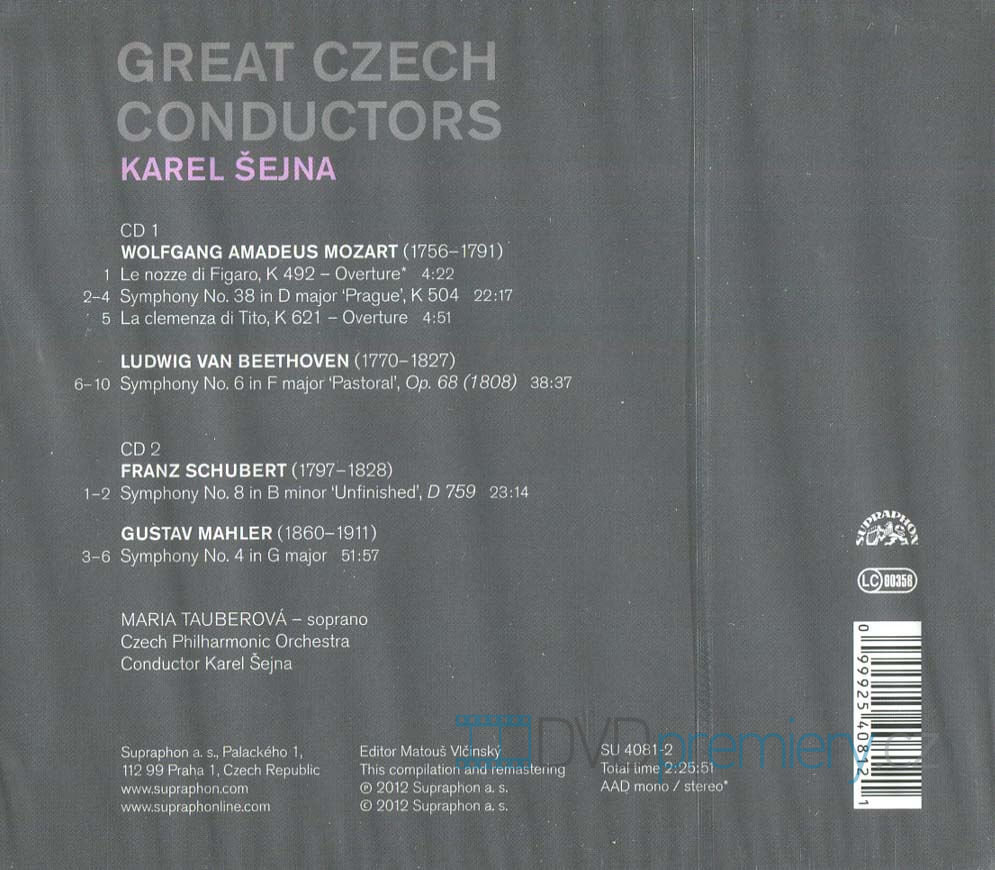 GREAT CZECH
CONDUCTORS
KAREL ŠEJNA
CD 1
WOLFGANG AMADEUS MOZART (1756–1791)
1 Le nozze di Figaro, K 492 – Overture* 4:22
2–4 Symphony No. 38 in D major ‘Prague’, K 504 22:17
5 La clemenza di Tito, K 621 – Overture 4:51
LUDWIG VAN BEETHOVEN (1770–1827)
6–10 Symphony No. 6 in F major ‘Pastoral’, Op. 68 (1808) 38:37
CD 2
FRANZ SCHUBERT (1797–1828)
1–2 Symphony No. 8 in B minor ‘Unfinished’, D 759 23:14
GUSTAV MAHLER (1860–1911)
3–6 Symphony No. 4 in G major 51:57
MARIA TAUBEROVÁ – soprano
Czech Philharmonic Orchestra
Conductor Karel Šejna
SUPRAPHON
LC 00358
0 99925 40812 1
Supraphon a. s., Palackého 1,
112 99 Praha 1, Czech Republic
www.supraphon.com
www.supraphonline.com
Editor Matouš Vlčinský
This compilation and remastering
℗ 2012 Supraphon a. s.
© 2012 Supraphon a. s.
SU 4081-2
Total time 2:25:51
AAD mono / stereo*
DVDpremiery.cz